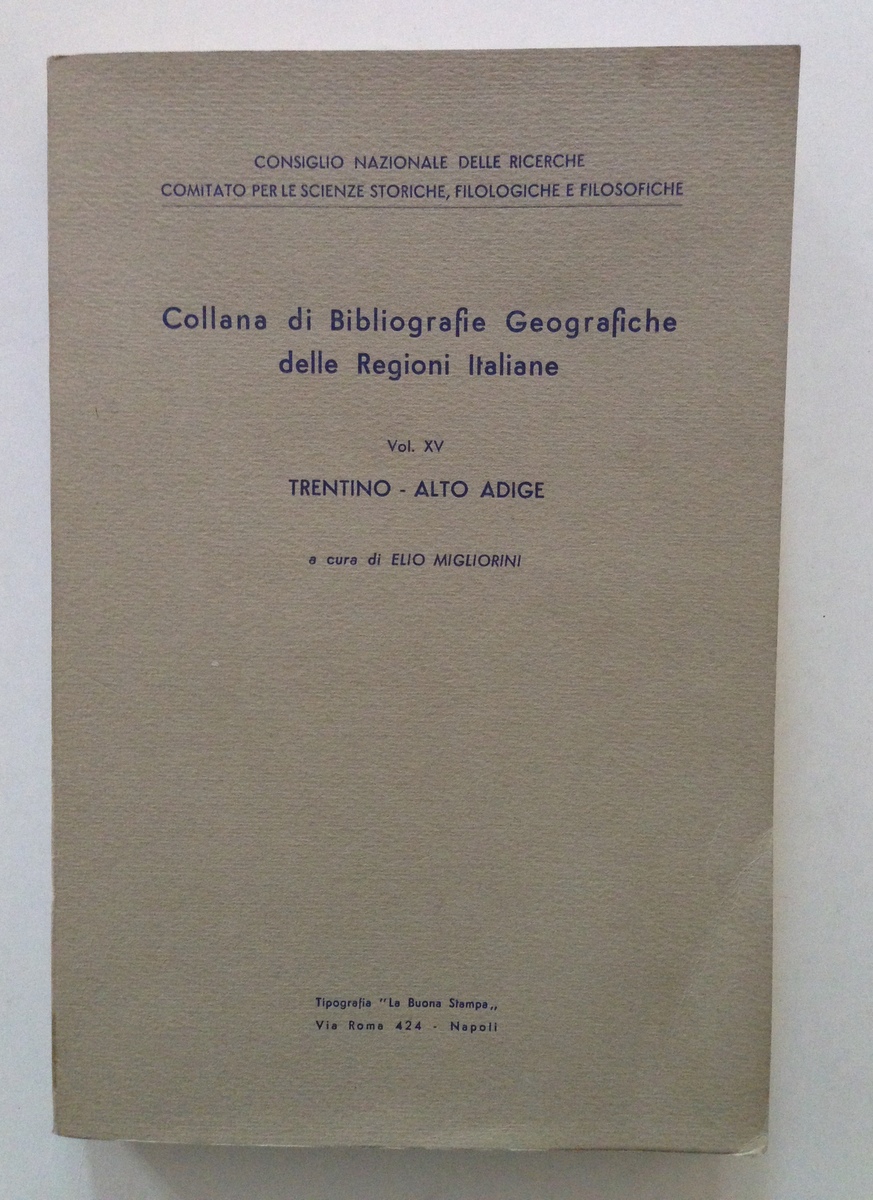 CONSIGLIO NAZIONALE DELLE RICERCHE
COMITATO PER LE SCIENZE STORICHE, FILOLOGICHE E FILOSOFICHE
Collana di Bibliografie Geografiche
delle Regioni Italiane
Vol. XV
TRENTINO - ALTO ADIGE
a cura di ELIO MIGLIORINI
Tipografia "La Buona Stampa„
Via Roma 424 - Napoli